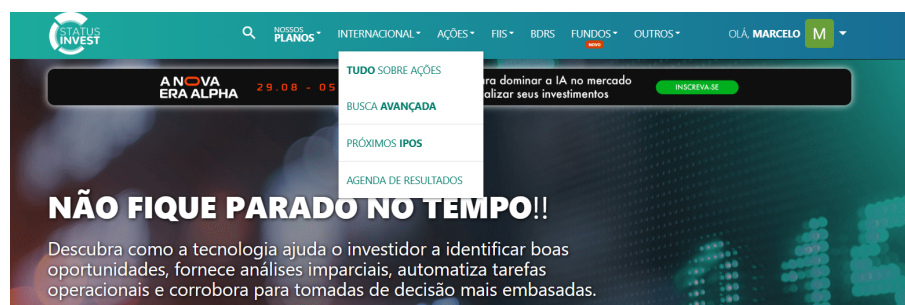 STATUS
INVEST
NOSSOS
PLANOS
INTERNACIONAL
AÇÕES
FIIS
BDRS
FUNDOS
NOVO
OUTROS
OLÁ, MARCELO
M
A NOVA
ERA ALPHA
29.08 - 05
ra dominar a IA no mercado
alizar seus investimentos
INSCREVA-SE
TUDO SOBRE AÇÕES
BUSCA AVANÇADA
PRÓXIMOS IPOS
AGENDA DE RESULTADOS
NÃO FIQUE PARADO NO TEMPO!!
Descubra como a tecnologia ajuda o investidor a identificar boas
oportunidades, fornece análises imparciais, automatiza tarefas
operacionais e corrobora para tomadas de decisão mais embasadas.